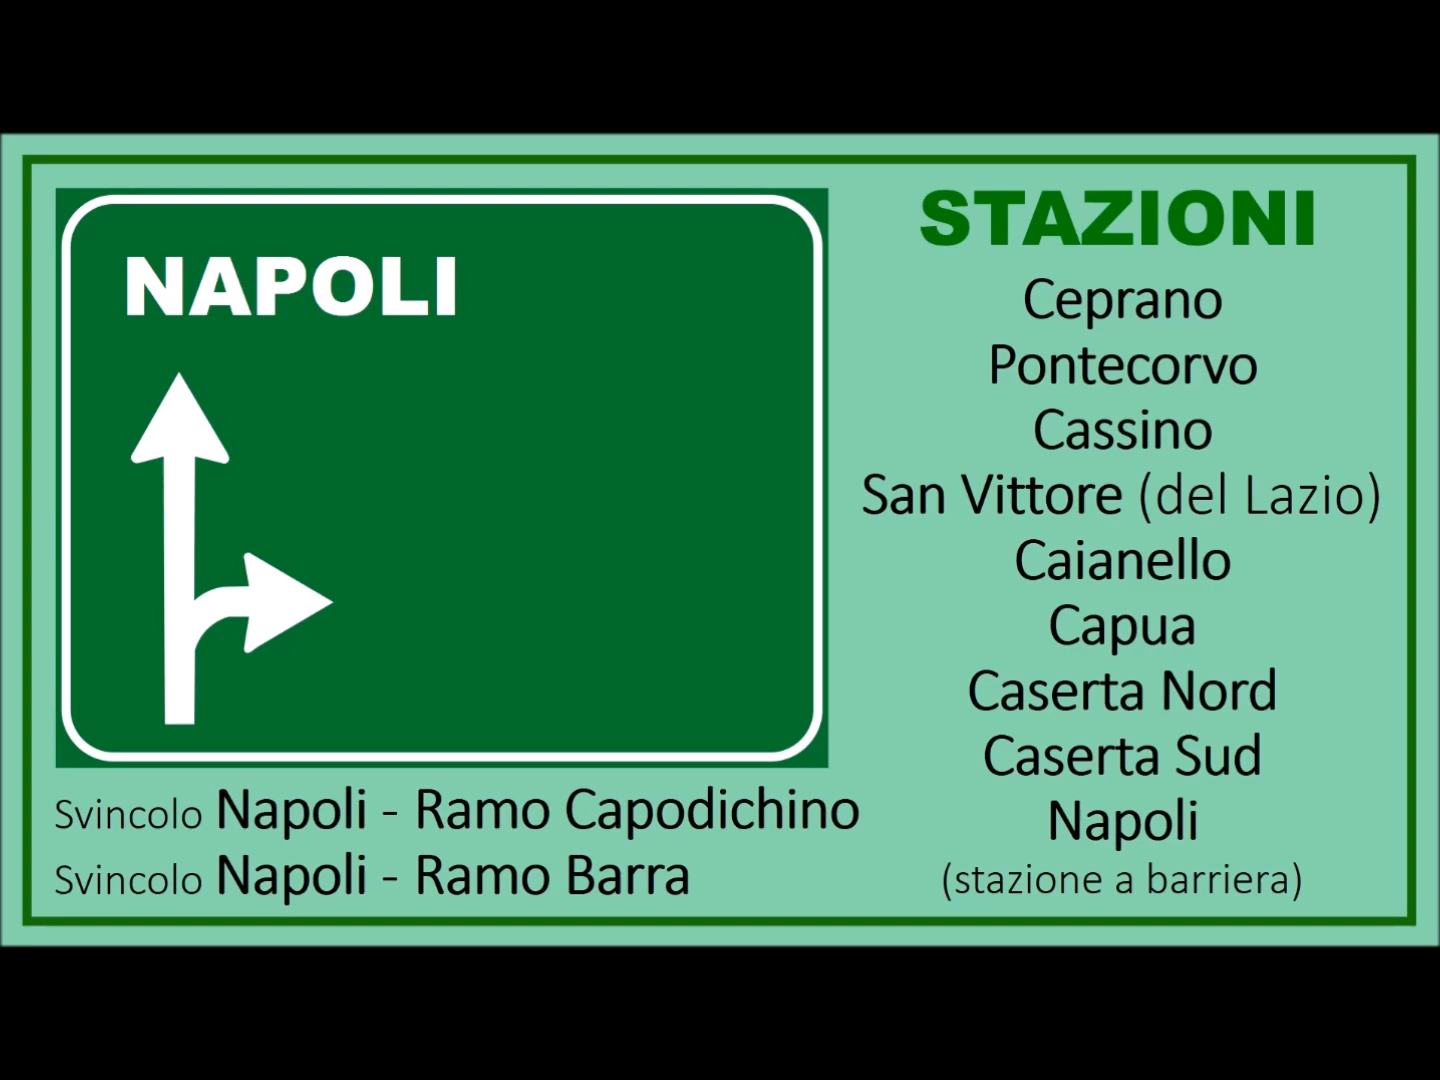 NAPOLI
Svincolo Napoli - Ramo Capodichino
Svincolo Napoli - Ramo Barra
STAZIONI
Ceprano
Pontecorvo
Cassino
San Vittore (del Lazio)
Caianello
Capua
Caserta Nord
Caserta Sud
Napoli
(stazione a barriera)